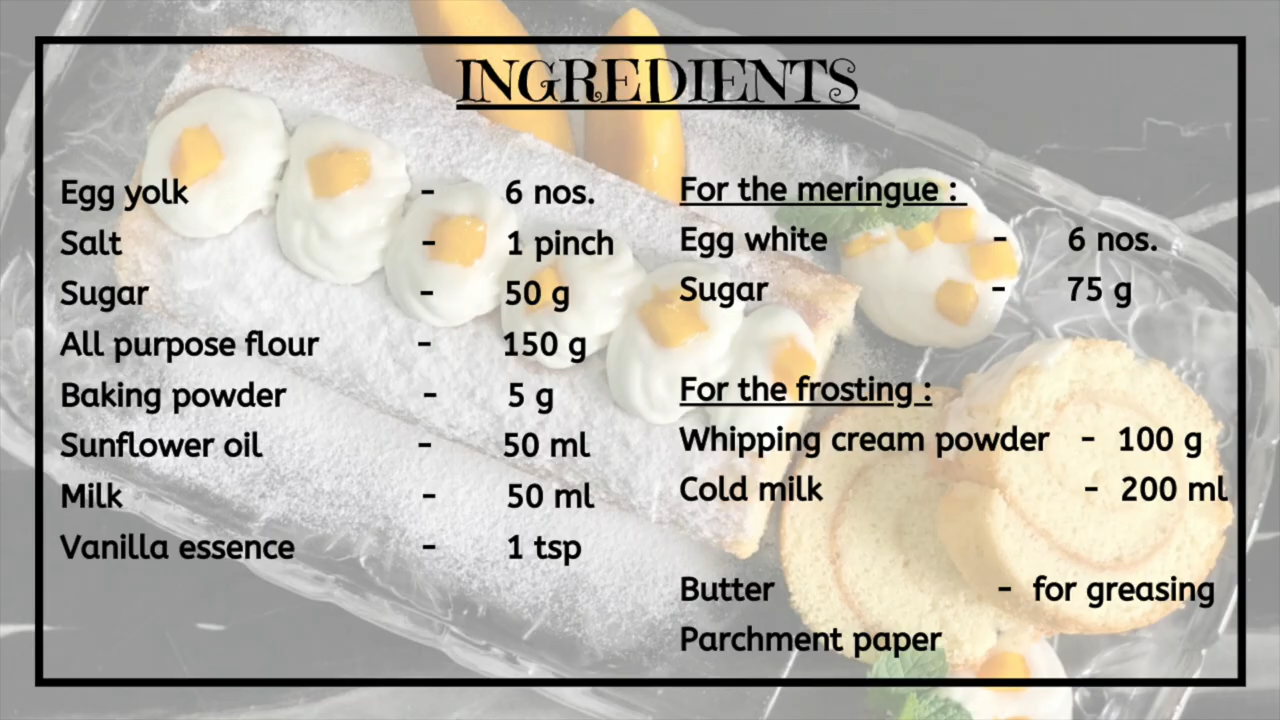 INGREDIENTS
Egg yolk - 6 nos.
Salt - 1 pinch
Sugar - 50 g
All purpose flour - 150 g
Baking powder - 5 g
Sunflower oil - 50 ml
Milk - 50 ml
Vanilla essence - 1 tsp
For the meringue :
Egg white - 6 nos.
Sugar - 75 g
For the frosting :
Whipping cream powder - 100 g
Cold milk - 200 ml
Butter - for greasing
Parchment paper